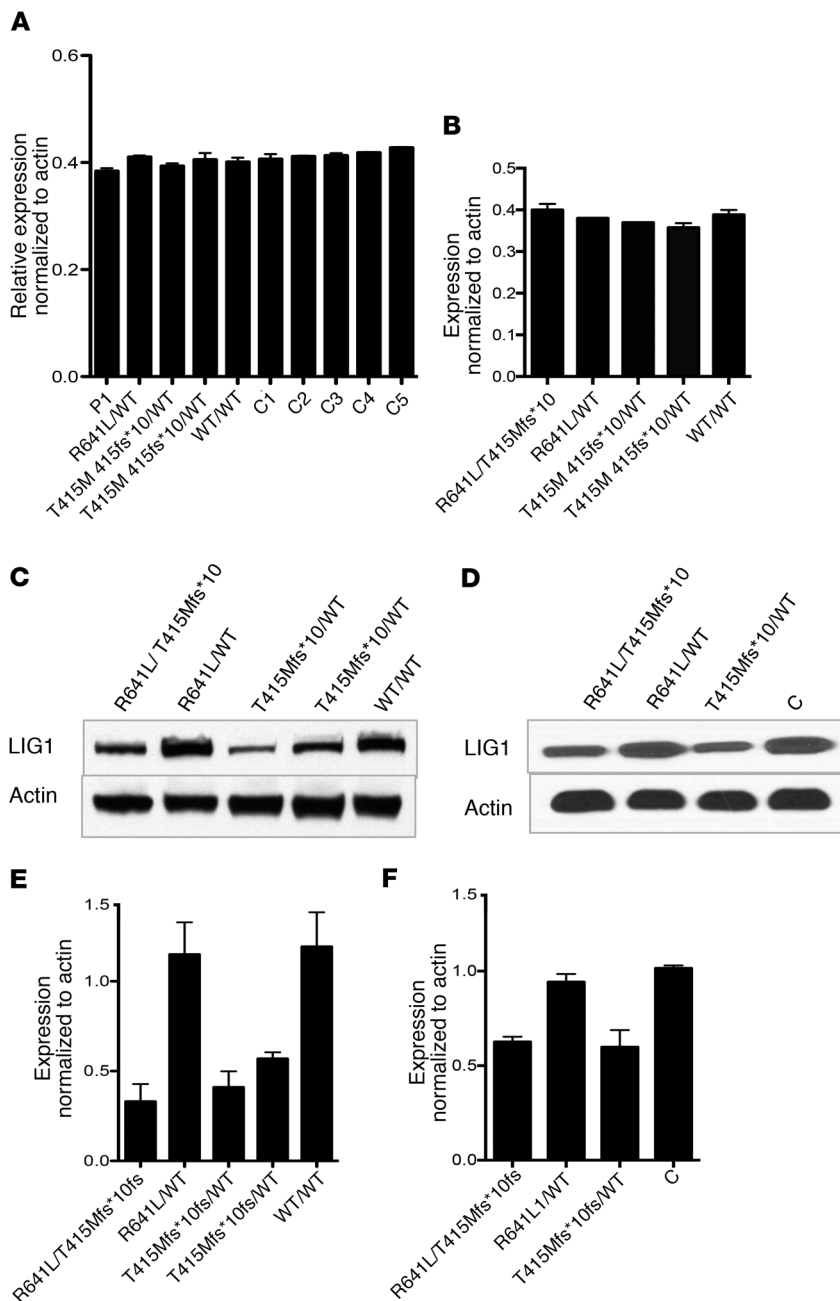 A
Relative expression
normalized to actin
0.6
0.4
0.2
0.0
P1
R641L/WT
T415M 415fs*10/WT
T415M 415fs*10/WT
WT/WT
C1
C2
C3
C4
C5
B
Expression
normalized to actin
0.5
0.4
0.3
0.2
0.1
0.0
R641L/T415Mfs*10
R641L/WT
T415M 415fs*10/WT
T415M 415fs*10/WT
WT/WT
C
R641L/ T415Mfs*10
R641L/WT
T415Mfs*10/WT
T415Mfs*10/WT
WT/WT
LIG1
Actin
D
R641L/T415Mfs*10
R641L/WT
T415Mfs*10/WT
C
LIG1
Actin
E
Expression
normalized to actin
1.5
1.0
0.5
0.0
R641L/T415Mfs*10fs
R641L/WT
T415Mfs*10fs/WT
T415Mfs*10fs/WT
WT/WT
F
Expression
normalized to actin
1.5
1.0
0.5
0.0
R641L/T415Mfs*10fs
R641L1/WT
T415Mfs*10fs/WT
C